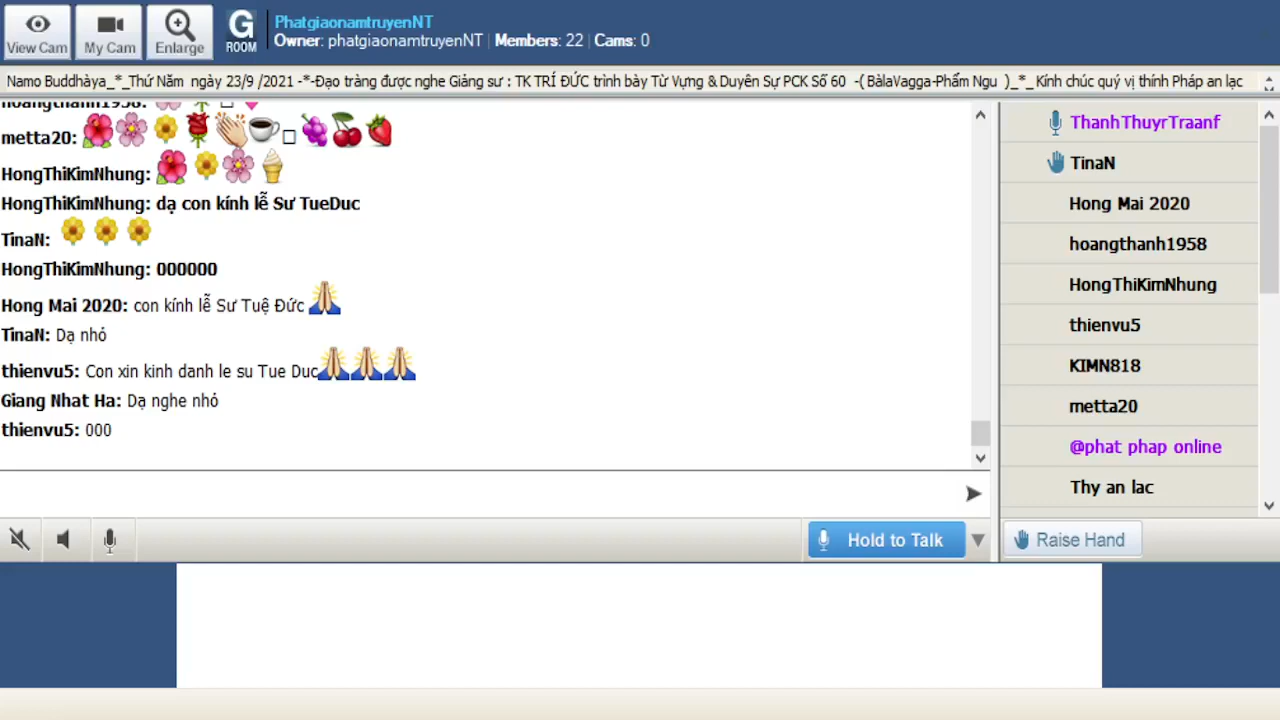 View Cam
My Cam
Enlarge
G
ROOM
PhatgiaonamtruyenNT
Owner: phatgiaonamtruyenNT | Members: 22 | Cams: 0
Namo Buddhàya_*_Thứ Năm ngày 23/9 /2021 -*-Đạo tràng được nghe Giảng sư : TK TRÍ ĐỨC trình bày Từ Vựng & Duyên Sự PCK Số 60 -( BàlaVagga-Phẩm Ngu )_*_ Kính chúc quý vị thính Pháp an lạc
hoangthanh1958:
metta20:
HongThiKimNhung:
HongThiKimNhung: dạ con kính lễ Sư TueDuc
TinaN:
HongThiKimNhung: 000000
Hong Mai 2020: con kính lễ Sư Tuệ Đức
TinaN: Dạ nhỏ
thienvu5: Con xin kinh danh le su Tue Duc
Giang Nhat Ha: Dạ nghe nhỏ
thienvu5: 000
ThanhThuyrTraanf
TinaN
Hong Mai 2020
hoangthanh1958
HongThiKimNhung
thienvu5
KIMN818
metta20
@phat phap online
Thy an lac
Hold to Talk
Raise Hand